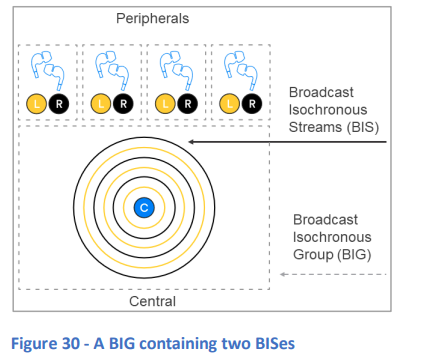 Peripherals
L R L R L R L R
Broadcast
Isochronous
Streams (BIS)
C
Broadcast
Isochronous
Group (BIG)
Central
Figure 30 - A BIG containing two BISes